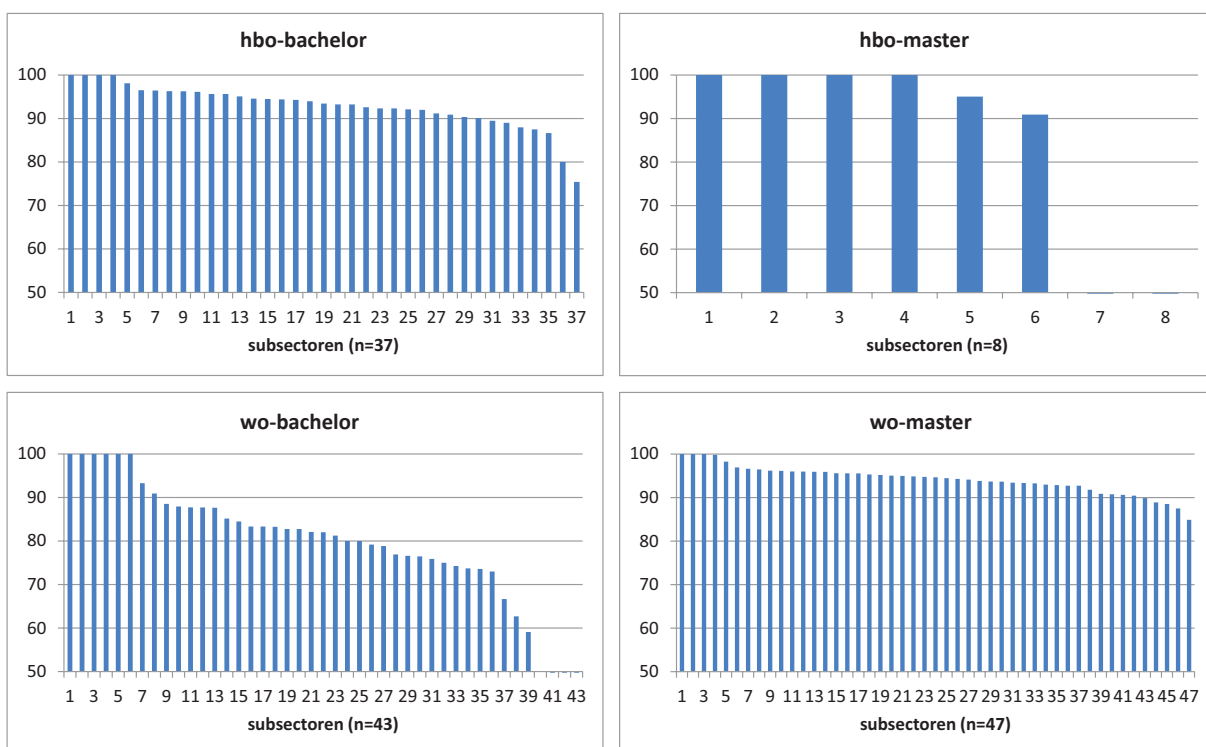 hbo-bachelor
100
90
80
70
60
50
1 3 5 7 9 11 13 15 17 19 21 23 25 27 29 31 33 35 37
subsectoren (n=37)
hbo-master
100
90
80
70
60
50
1 2 3 4 5 6 7 8
subsectoren (n=8)
wo-bachelor
100
90
80
70
60
50
1 3 5 7 9 11 13 15 17 19 21 23 25 27 29 31 33 35 37 39 41 43
subsectoren (n=43)
wo-master
100
90
80
70
60
50
1 3 5 7 9 11 13 15 17 19 21 23 25 27 29 31 33 35 37 39 41 43 45 47
subsectoren (n=47)